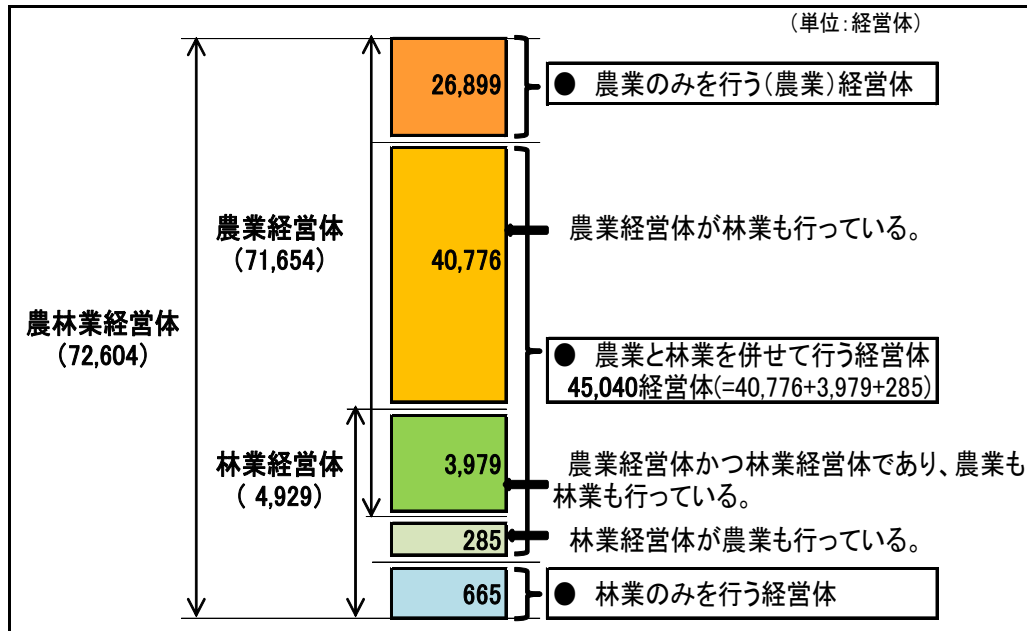 (単位:経営体)
26,899
● 農業のみを行う(農業)経営体
農業経営体
(71,654)
40,776
農業経営体が林業も行っている。
農林業経営体
(72,604)
● 農業と林業を併せて行う経営体
45,040経営体(=40,776+3,979+285)
林業経営体
( 4,929)
3,979
農業経営体かつ林業経営体であり、農業も
林業も行っている。
285
林業経営体が農業も行っている。
665
● 林業のみを行う経営体